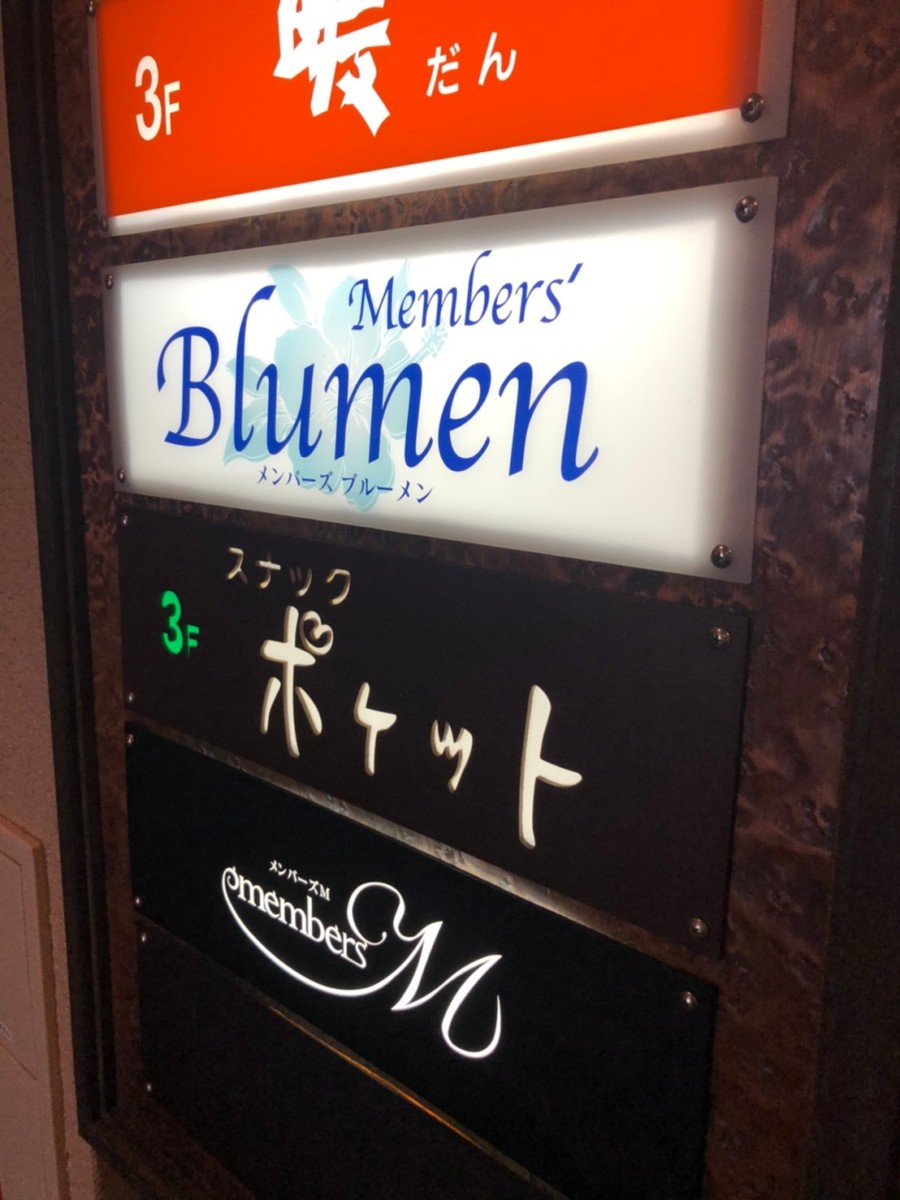 3F 暖 だん
Members'
Blumen
メンバーズ ブルーメン
スナック
3F ポケット
メンバーズM
members M